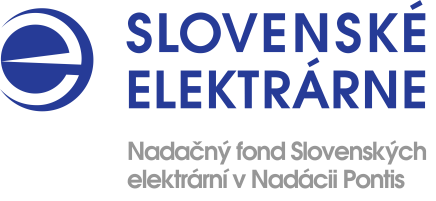 SLOVENSKÉ
ELEKTRÁRNE
Nadačný fond Slovenských
elektrární v Nadácii Pontis